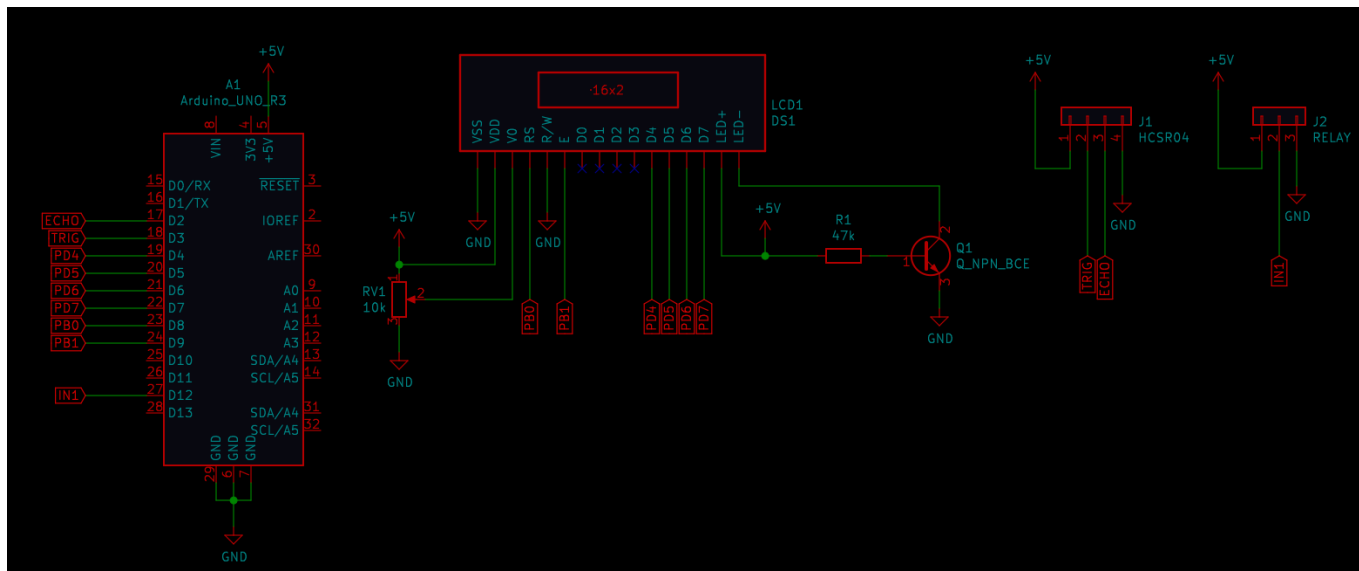 +5V
A1
Arduino_UNO_R3
8
4
5
VIN
3V3
+5V
15
D0/RX
RESET
3
16
D1/TX
ECHO
17
D2
IOREF
2
TRIG
18
D3
PD4
19
D4
AREF
30
PD5
20
D5
PD6
21
D6
A0
9
PD7
22
D7
A1
10
PB0
23
D8
A2
11
PB1
24
D9
A3
12
25
D10
SDA/A4
13
26
D11
SCL/A5
14
IN1
27
D12
28
D13
SDA/A4
31
SCL/A5
32
GND
GND
GND
29
6
7
GND
16x2
LCD1
DS1
VSS
VDD
V0
RS
R/W
E
D0
D1
D2
D3
D4
D5
D6
D7
LED+
LED-
GND
GND
+5V
RV1
10k
1
2
3
GND
PB0
PB1
PD4
PD5
PD6
PD7
+5V
R1
47k
1
2
3
Q1
Q_NPN_BCE
GND
+5V
J1
HCSR04
1
2
3
4
GND
TRIG
ECHO
+5V
J2
RELAY
1
2
3
GND
IN1